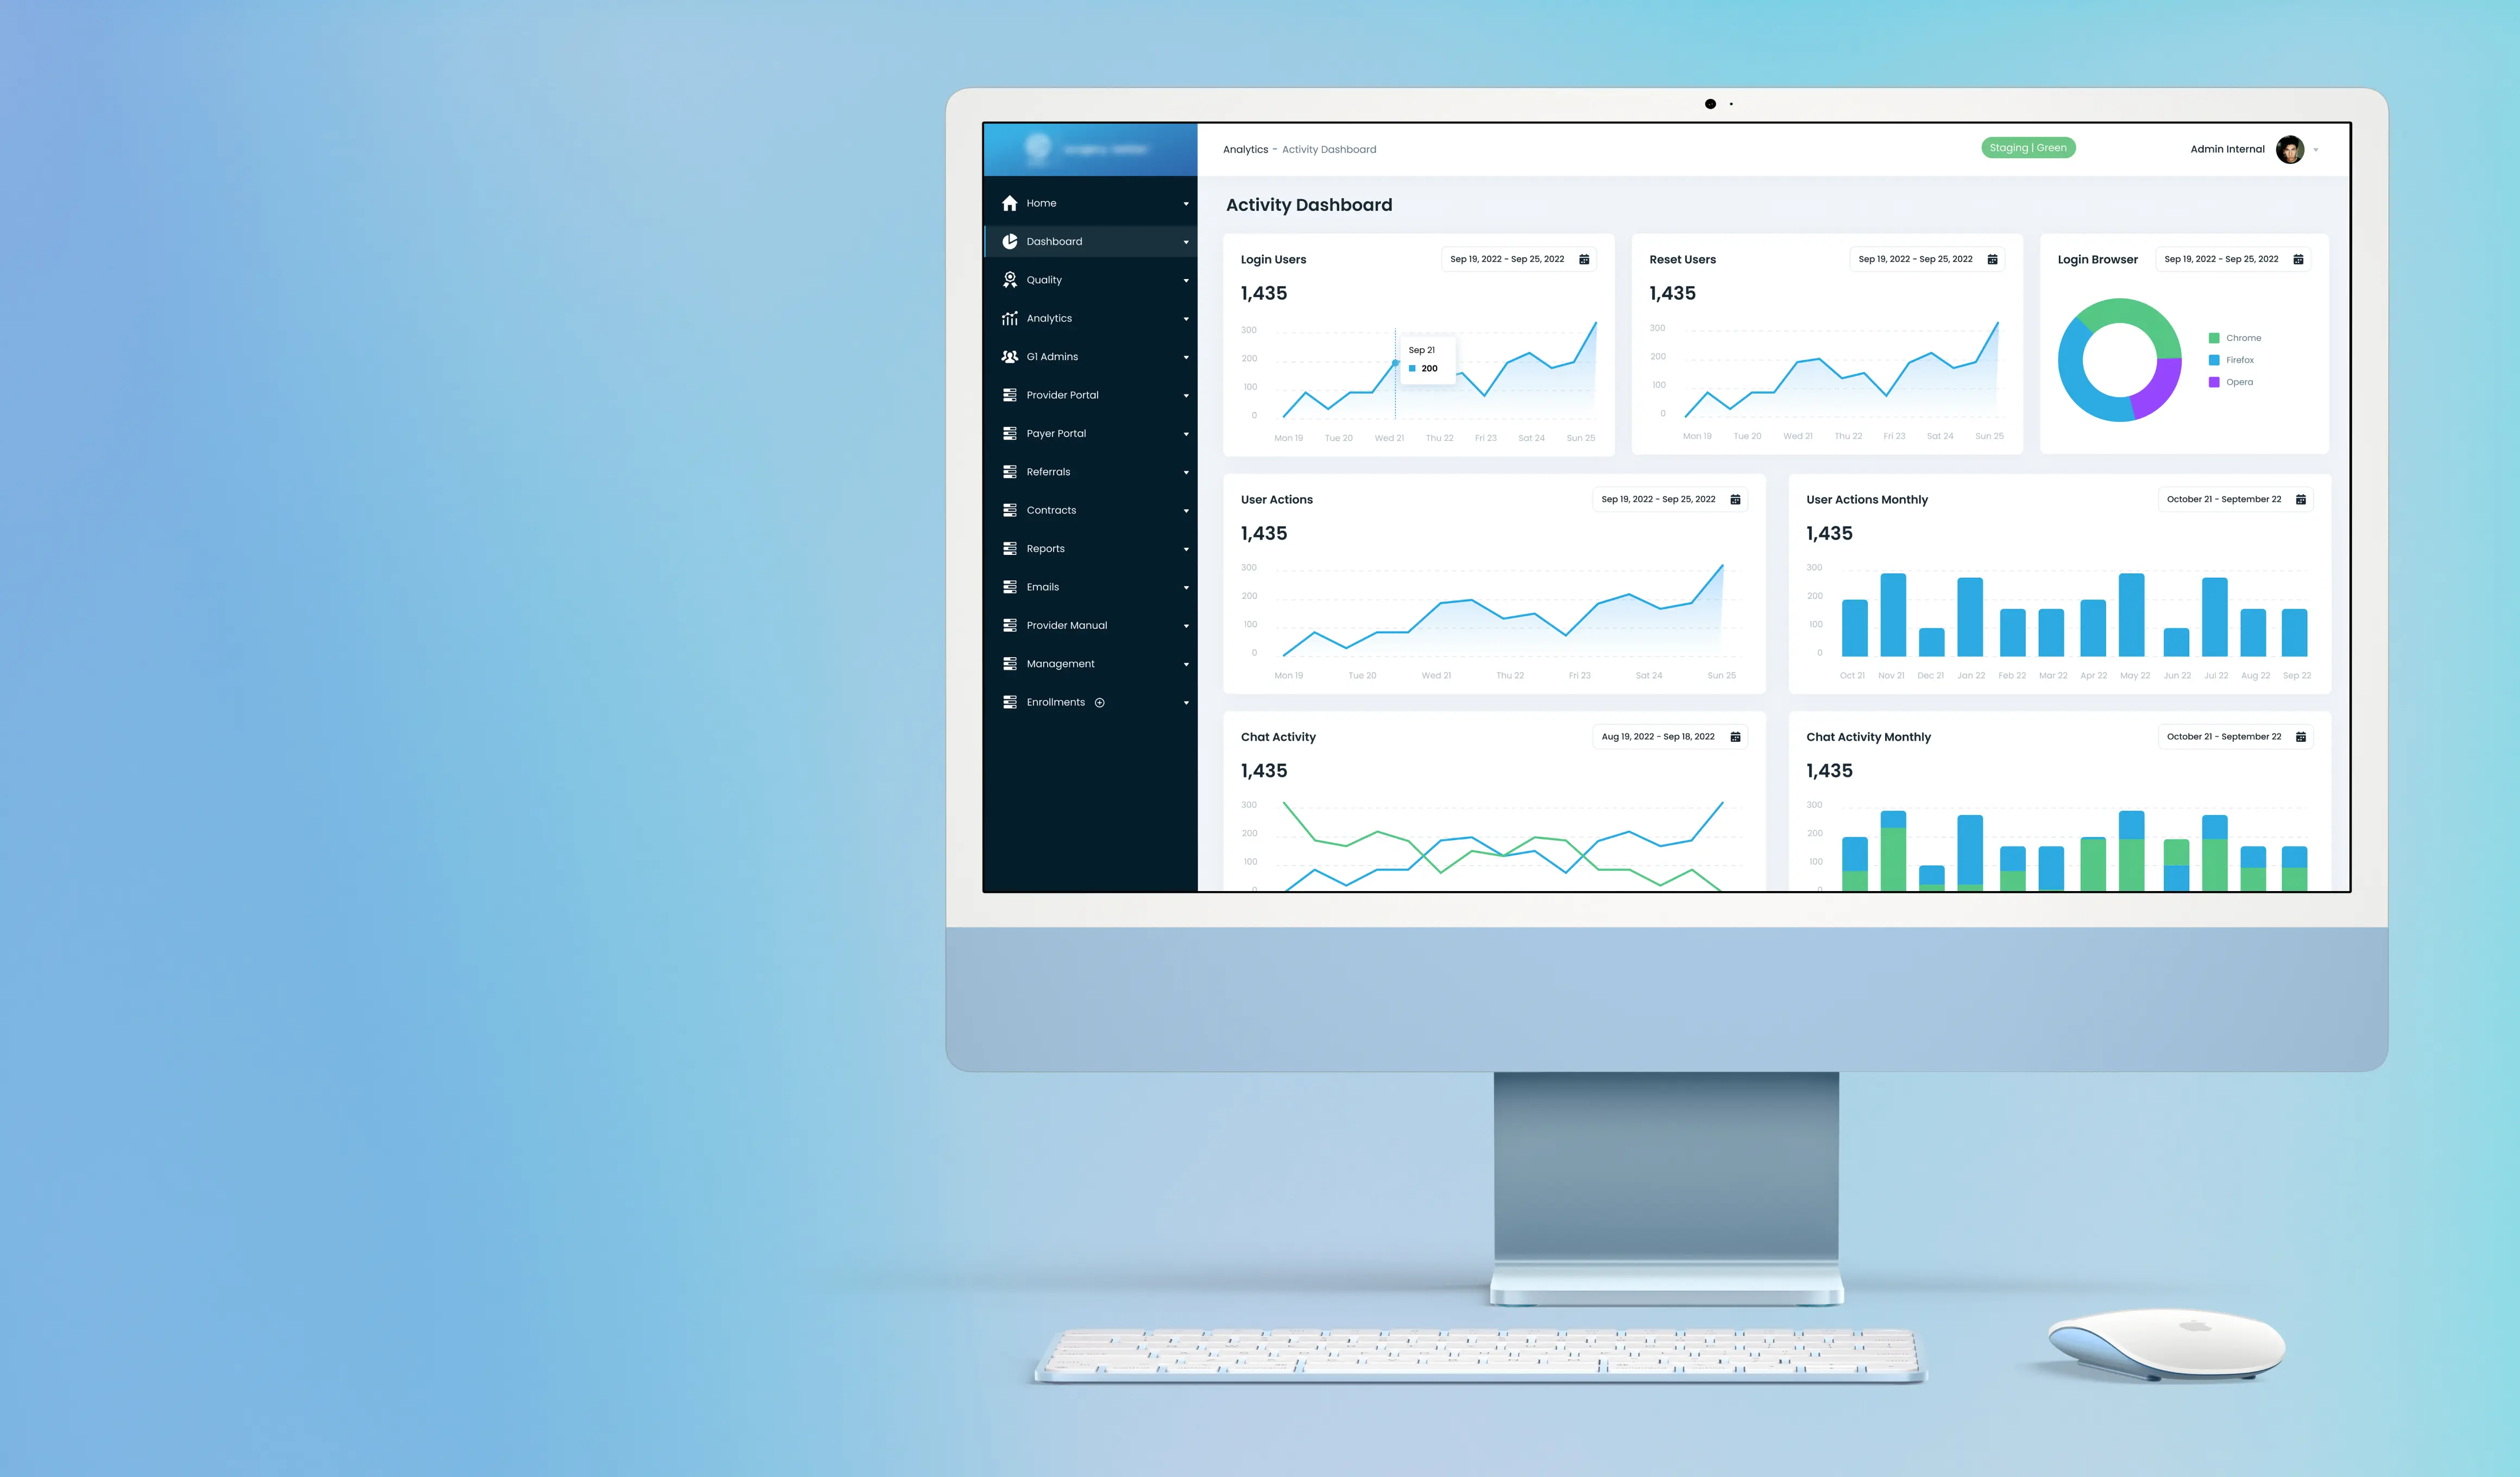 Analytics - Activity Dashboard
Staging | Green
Admin Internal
Home
Dashboard
Quality
Analytics
G1 Admins
Provider Portal
Payer Portal
Referrals
Contracts
Reports
Emails
Provider Manual
Management
Enrollments
Activity Dashboard
Login Users
Sep 19, 2022 - Sep 25, 2022
1,435
300
200
100
0
Sep 21
200
Mon 19 Tue 20 Wed 21 Thu 22 Fri 23 Sat 24 Sun 25
Reset Users
Sep 19, 2022 - Sep 25, 2022
1,435
300
200
100
0
Mon 19 Tue 20 Wed 21 Thu 22 Fri 23 Sat 24 Sun 25
Login Browser
Sep 19, 2022 - Sep 25, 2022
Chrome
Firefox
Opera
User Actions
Sep 19, 2022 - Sep 25, 2022
1,435
300
200
100
0
Mon 19 Tue 20 Wed 21 Thu 22 Fri 23 Sat 24 Sun 25
User Actions Monthly
October 21 - September 22
1,435
300
200
100
0
Oct 21 Nov 21 Dec 21 Jan 22 Feb 22 Mar 22 Apr 22 May 22 Jun 22 Jul 22 Aug 22 Sep 22
Chat Activity
Aug 19, 2022 - Sep 18, 2022
1,435
300
200
100
0
Chat Activity Monthly
October 21 - September 22
1,435
300
200
100
0